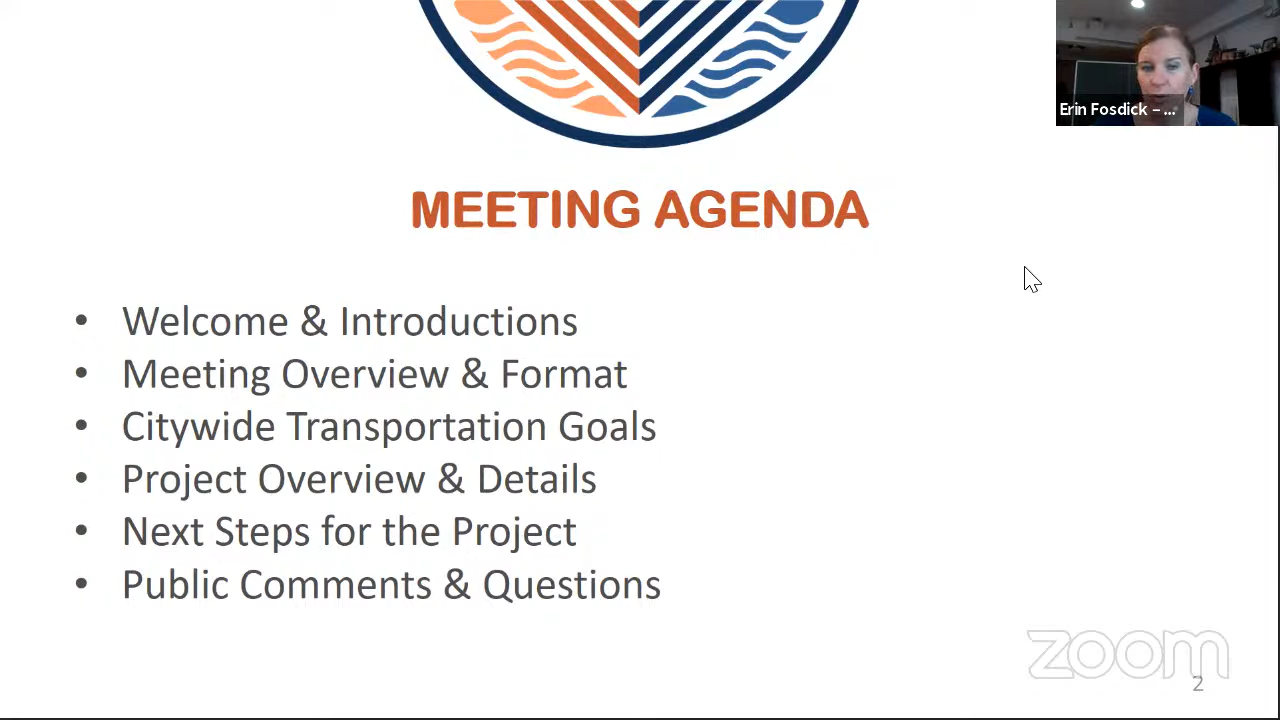 Erin Fosdick – ...
MEETING AGENDA
• Welcome & Introductions
• Meeting Overview & Format
• Citywide Transportation Goals
• Project Overview & Details
• Next Steps for the Project
• Public Comments & Questions
zoom
2